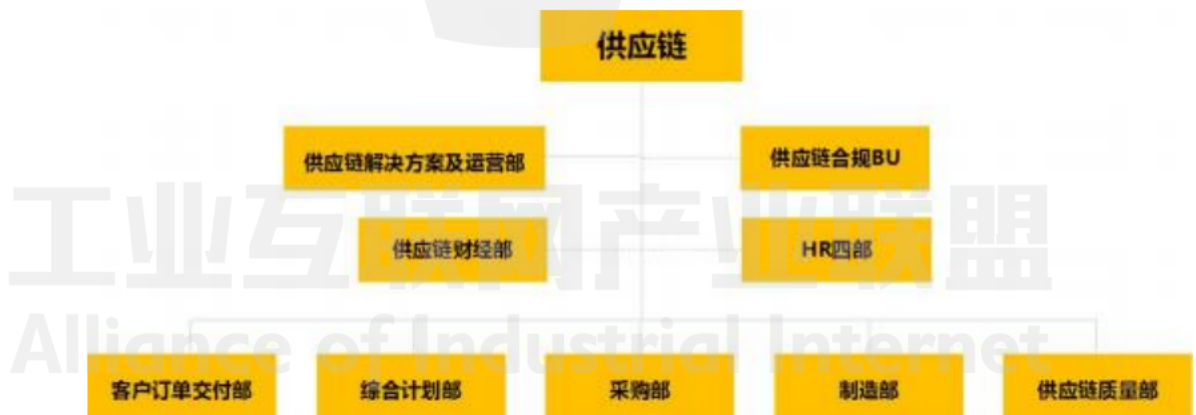 供应链
供应链解决方案及运营部
供应链合规BU
供应链财经部
HR四部
工业互联网产业联盟
Alliance of Industrial Internet
客户订单交付部
综合计划部
采购部
制造部
供应链质量部